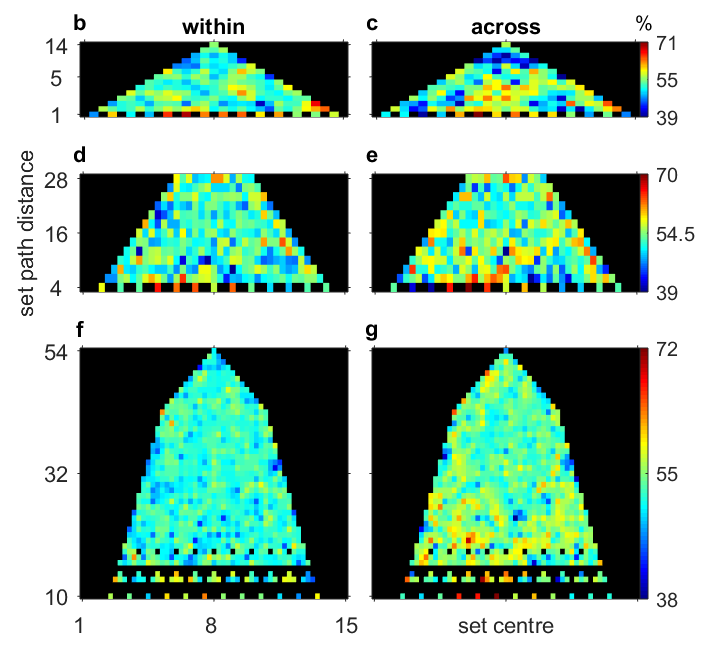 b within c across %
14 71
5 55
1 39
d e
28 70
16 54.5
4 39
set path distance
f g
54 72
32 55
10 38
1 8 15 set centre